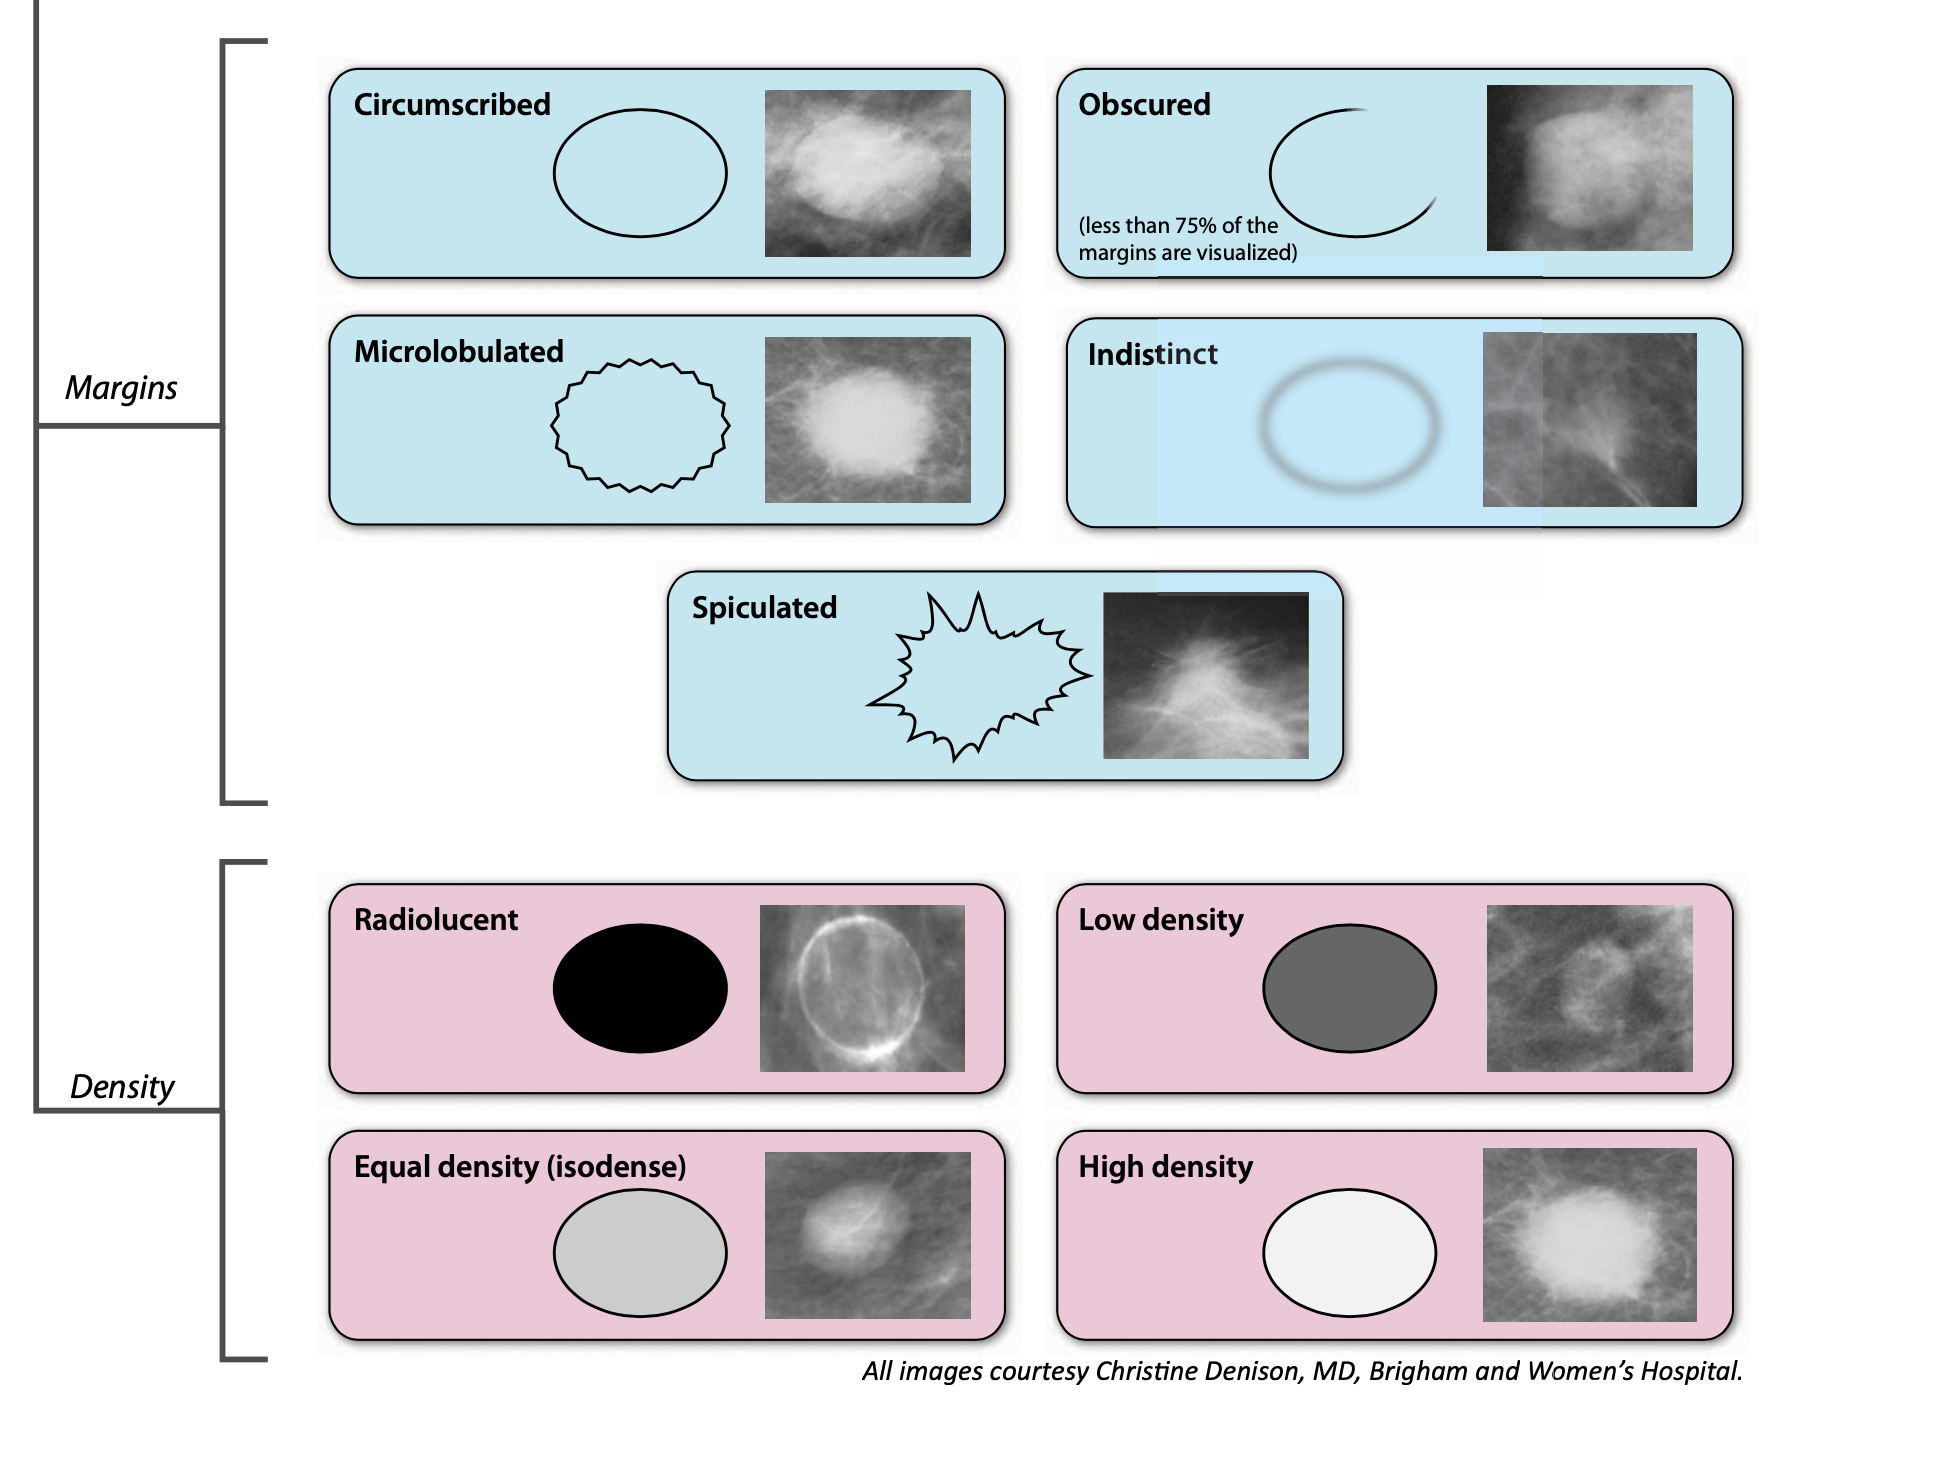 Margins
Circumscribed
Obscured
(less than 75% of the
margins are visualized)
Microlobulated
Indistinct
Spiculated
Density
Radiolucent
Low density
Equal density (isodense)
High density
All images courtesy Christine Denison, MD, Brigham and Women’s Hospital.